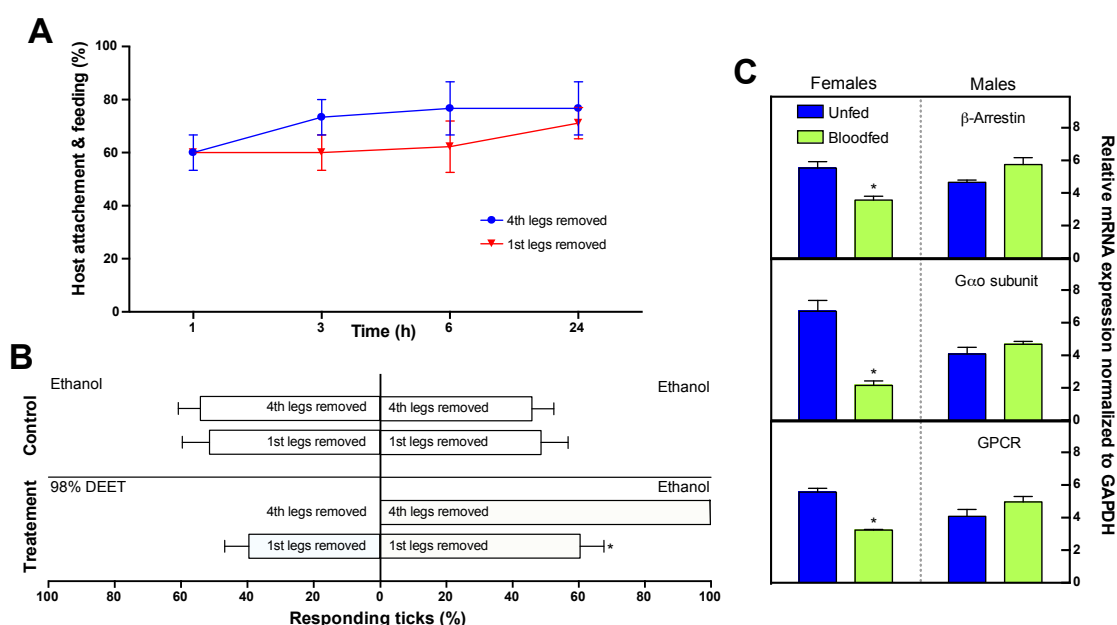 A
Host attachement & feeding (%)
100
80
60
40
20
0
4th legs removed
1st legs removed
1
3
6
24
Time (h)
B
Control
Ethanol
Ethanol
4th legs removed
4th legs removed
1st legs removed
1st legs removed
Treatement
98% DEET
Ethanol
4th legs removed
4th legs removed
1st legs removed
1st legs removed
*
100
80
60
40
20
0
20
40
60
80
100
Responding ticks (%)
C
Females
Males
Unfed
Bloodfed
β-Arrestin
*
8
6
4
2
0
Gαo subunit
*
8
6
4
2
0
GPCR
*
8
6
4
2
0
Relative mRNA expression normalized to GAPDH